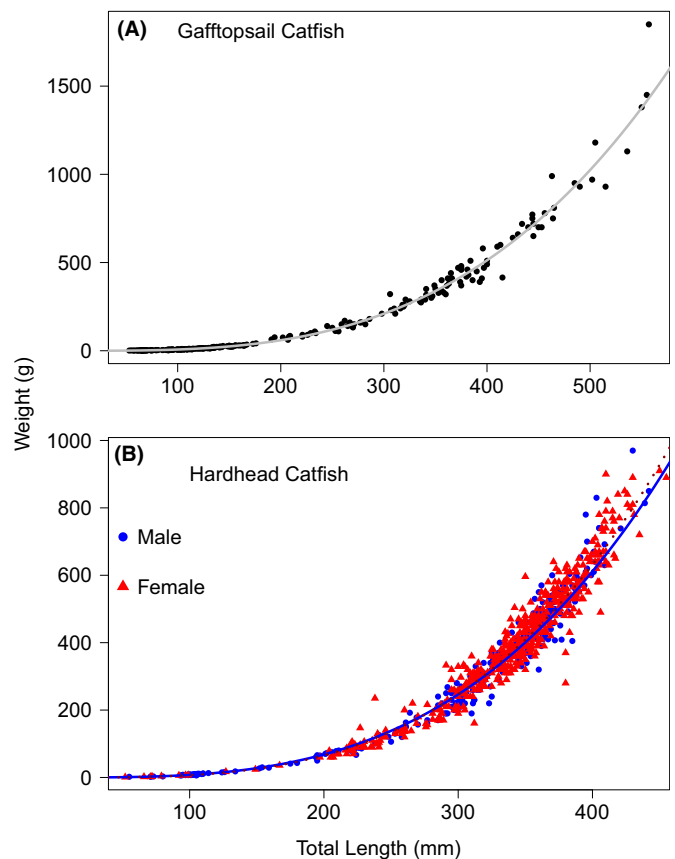 (A) Gafftopsail Catfish
1500
1000
500
0
100 200 300 400 500
Weight (g)
(B) Hardhead Catfish
Male
Female
1000
800
600
400
200
0
100 200 300 400
Total Length (mm)